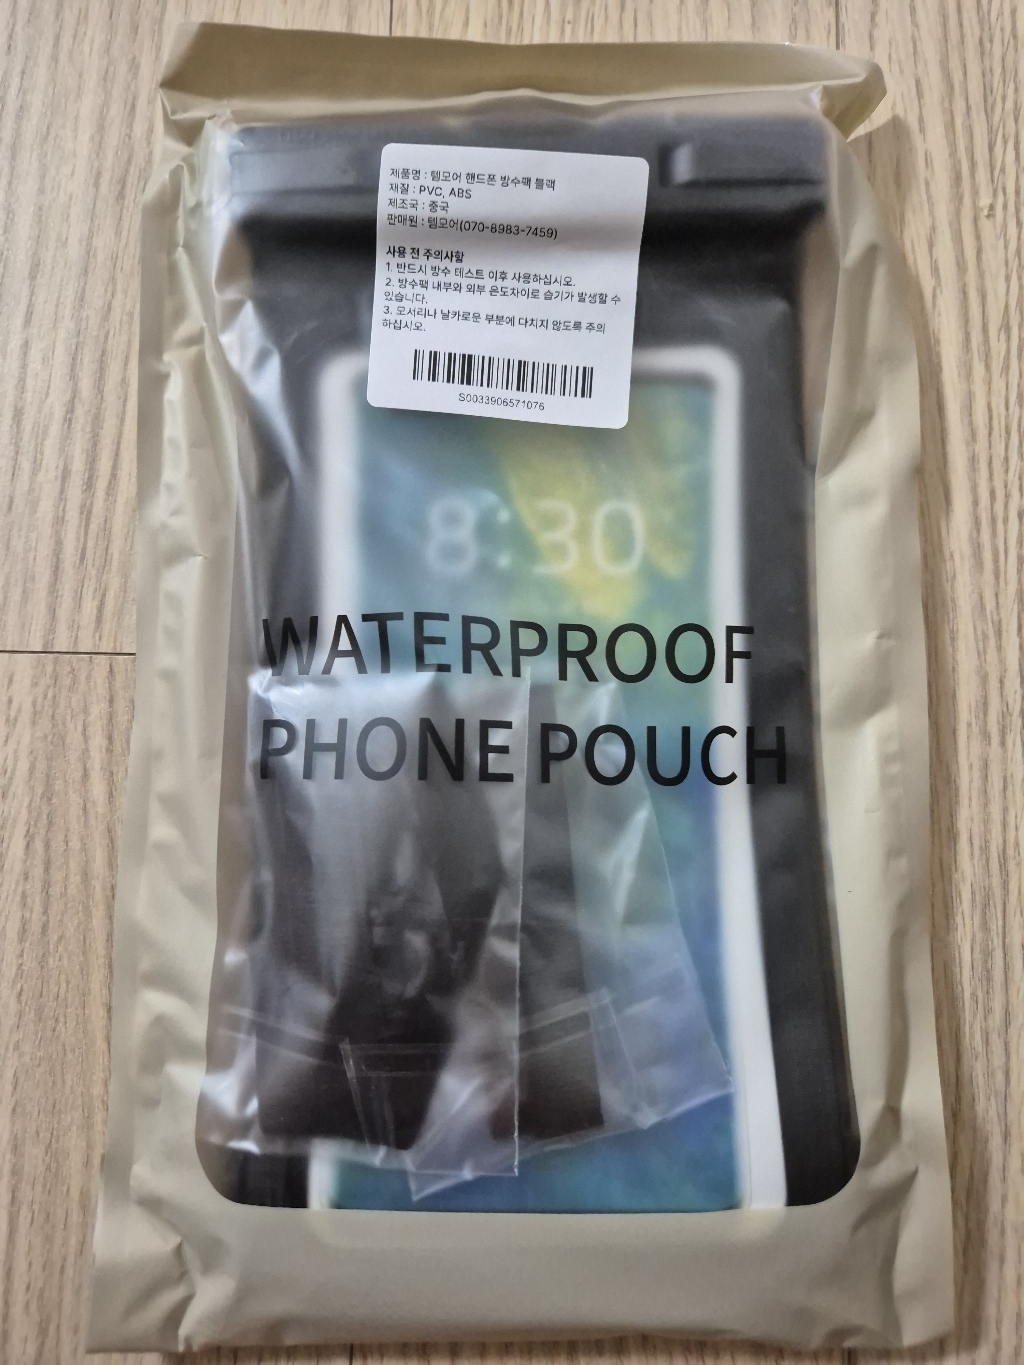 제품명 : 템모어 핸드폰 방수팩 블랙
재질 : PVC, ABS
제조국 : 중국
판매원 : 템모어(070-8983-7459)
사용 전 주의사항
1. 반드시 방수 테스트 이후 사용하십시오.
2. 방수팩 내부와 외부 온도차이로 습기가 발생할 수
있습니다.
3. 모서리나 날카로운 부분에 다치지 않도록 주의
하십시오.
S0033906571076
8:30
WATERPROOF
PHONE POUCH